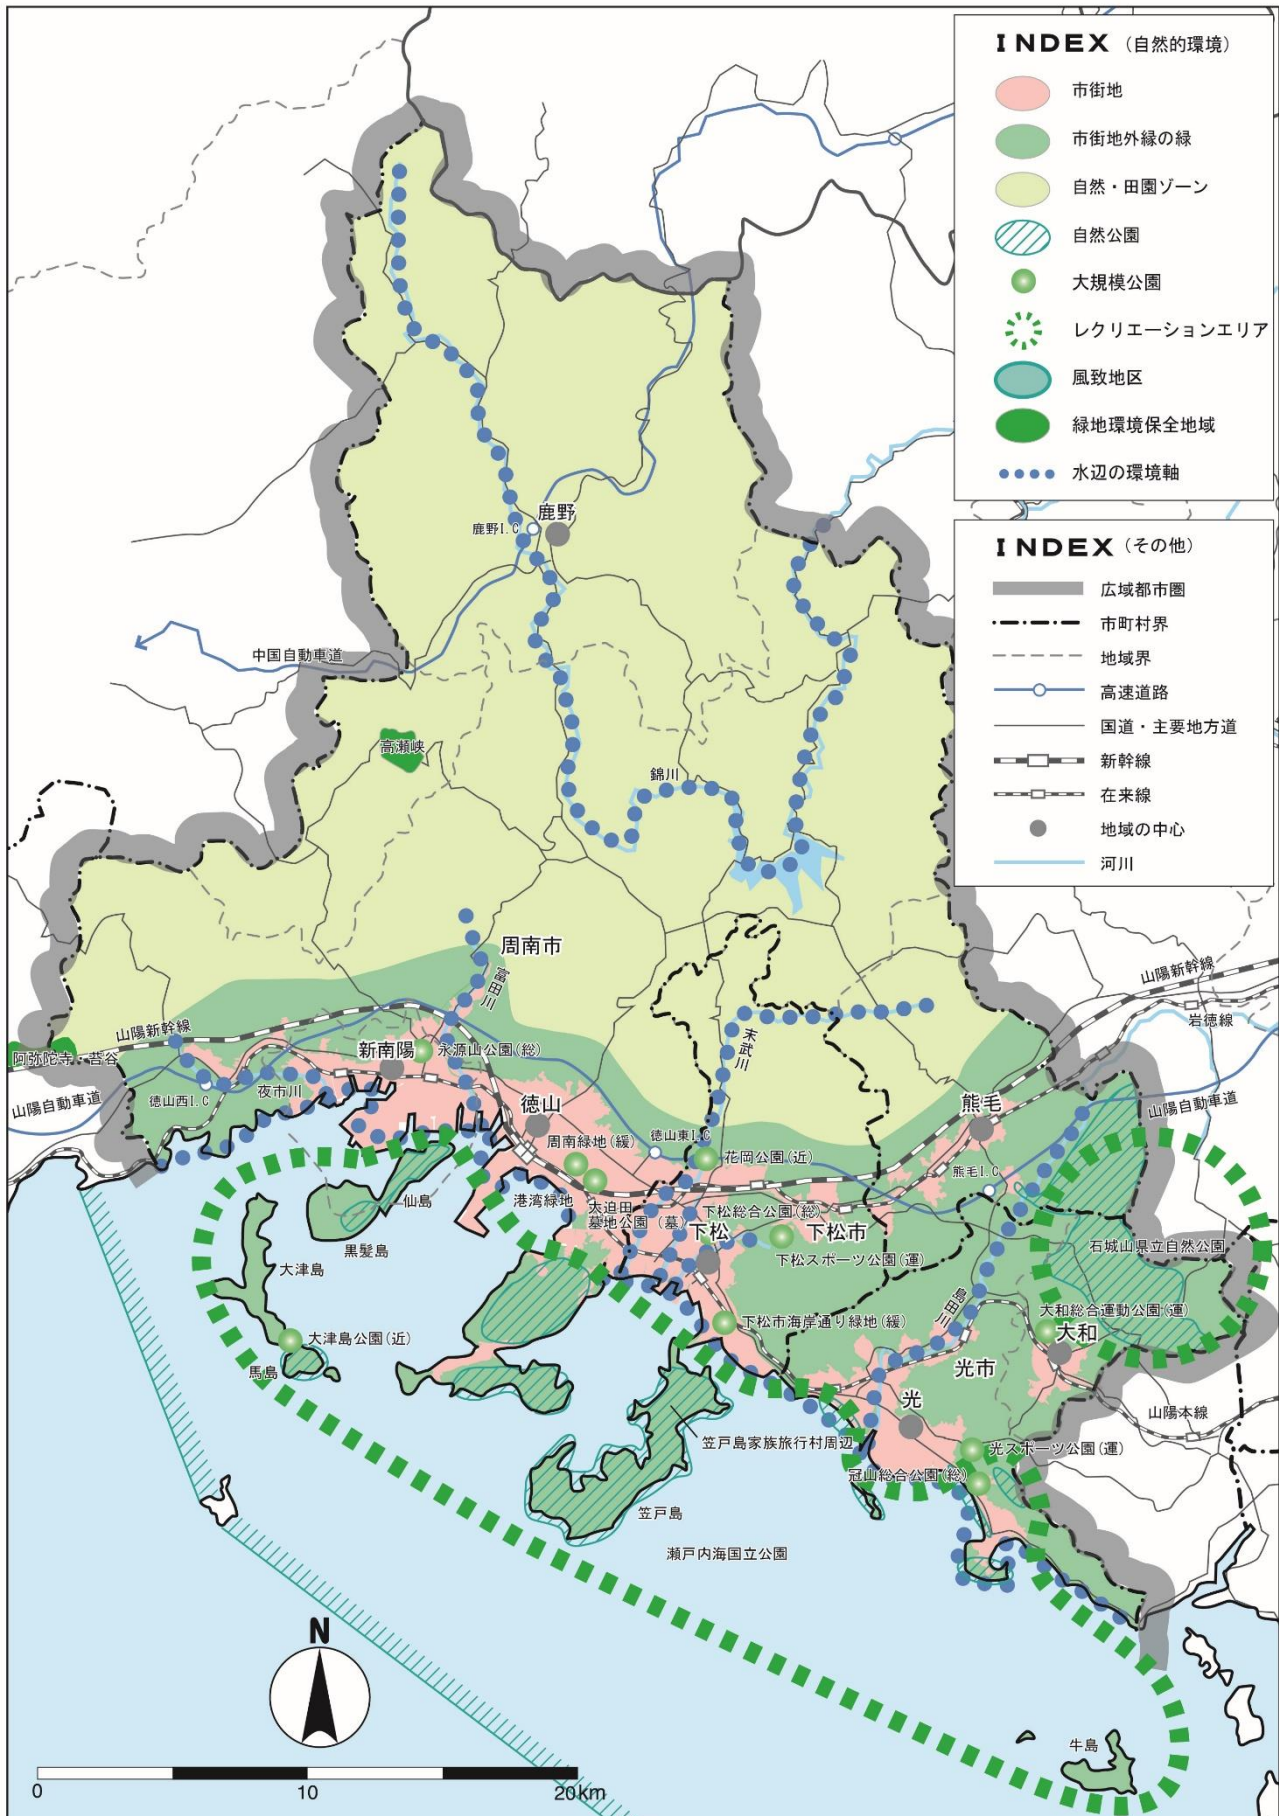 INDEX (自然的環境)
市街地
市街地外縁の緑
自然・田園ゾーン
自然公園
大規模公園
レクリエーションエリア
風致地区
緑地環境保全地域
水辺の環境軸
INDEX (その他)
広域都市圏
市町村界
地域界
高速道路
国道・主要地方道
新幹線
在来線
地域の中心
河川
鹿野
鹿野I.C
中国自動車道
高瀬峡
錦川
周南市
富田川
山陽新幹線
岩徳線
山陽新幹線
末武川
阿弥陀寺・莒谷
新南陽
永源山公園(総)
山陽自動車道
徳山西I.C
夜市川
徳山
熊毛
山陽自動車道
周南緑地(緩)
徳山東I.C
花岡公園(近)
熊毛I.C
仙島
港湾緑地
大迫田
墓地公園(墓)
下松総合公園(総)
下松
下松市
下松スポーツ公園(運)
石城山県立自然公園
黒髪島
大津島
島田川
大和総合運動公園(運)
大津島公園(近)
下松市海岸通り緑地(緩)
大和
馬島
光市
山陽本線
光
笠戸島家族旅行村周辺
光スポーツ公園(運)
冠山総合公園(総)
笠戸島
瀬戸内海国立公園
N
牛島
0
10
20km